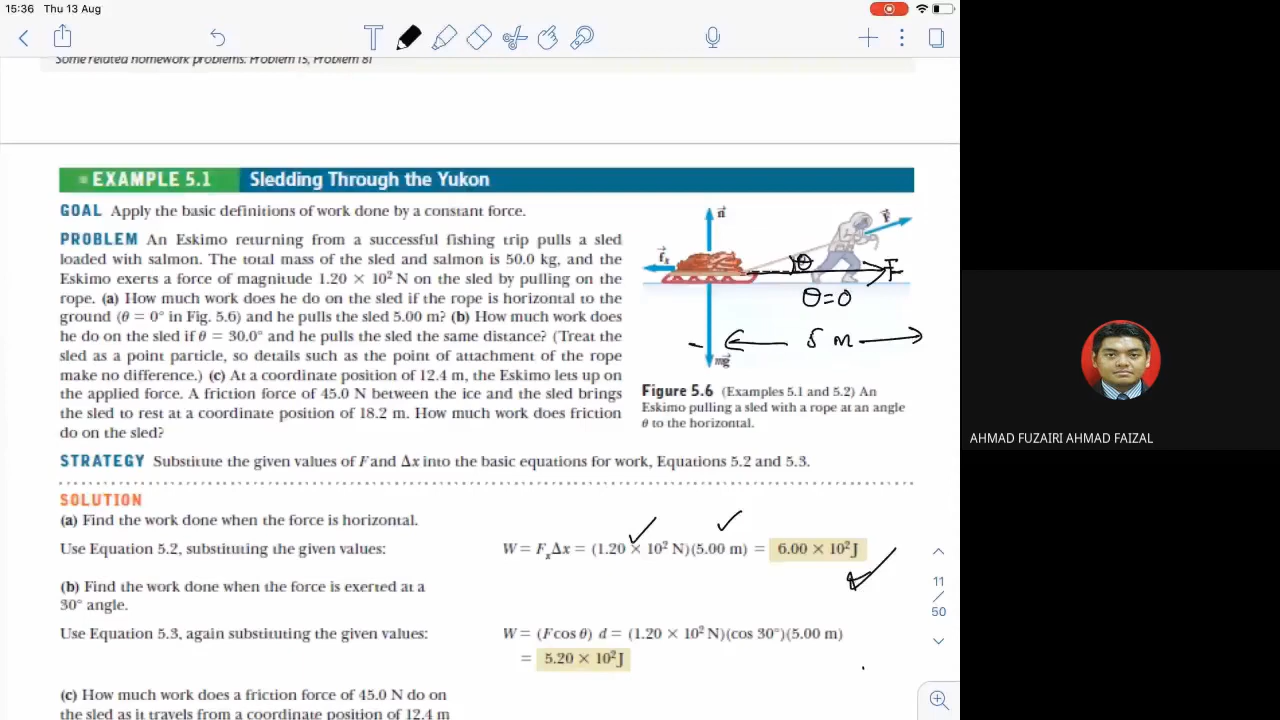 15:36 Thu 13 Aug
Some related homework problems. Problem 15, Problem 81
EXAMPLE 5.1 Sledding Through the Yukon
GOAL Apply the basic definitions of work done by a constant force.
PROBLEM An Eskimo returning from a successful fishing trip pulls a sled
loaded with salmon. The total mass of the sled and salmon is 50.0 kg, and the
Eskimo exerts a force of magnitude 1.20 × 10² N on the sled by pulling on the
rope. (a) How much work does he do on the sled if the rope is horizontal to the
ground (θ = 0° in Fig. 5.6) and he pulls the sled 5.00 m? (b) How much work does
he do on the sled if θ = 30.0° and he pulls the sled the same distance? (Treat the
sled as a point particle, so details such as the point of attachment of the rope
make no difference.) (c) At a coordinate position of 12.4 m, the Eskimo lets up on
the applied force. A friction force of 45.0 N between the ice and the sled brings
the sled to rest at a coordinate position of 18.2 m. How much work does friction
do on the sled?
n⃗
F⃗
f⃗ₖ
θ
F
θ=0
5 m
mg⃗
Figure 5.6 (Examples 5.1 and 5.2) An
Eskimo pulling a sled with a rope at an angle
θ to the horizontal.
STRATEGY Substitute the given values of F and Δx into the basic equations for work, Equations 5.2 and 5.3.
SOLUTION
(a) Find the work done when the force is horizontal.
Use Equation 5.2, substituting the given values: W = FₓΔx = (1.20 × 10² N)(5.00 m) = 6.00 × 10² J
(b) Find the work done when the force is exerted at a
30° angle.
Use Equation 5.3, again substituting the given values: W = (F cos θ) d = (1.20 × 10² N)(cos 30°)(5.00 m)
= 5.20 × 10² J
(c) How much work does a friction force of 45.0 N do on
the sled as it travels from a coordinate position of 12.4 m
11
/
50
AHMAD FUZAIRI AHMAD FAIZAL